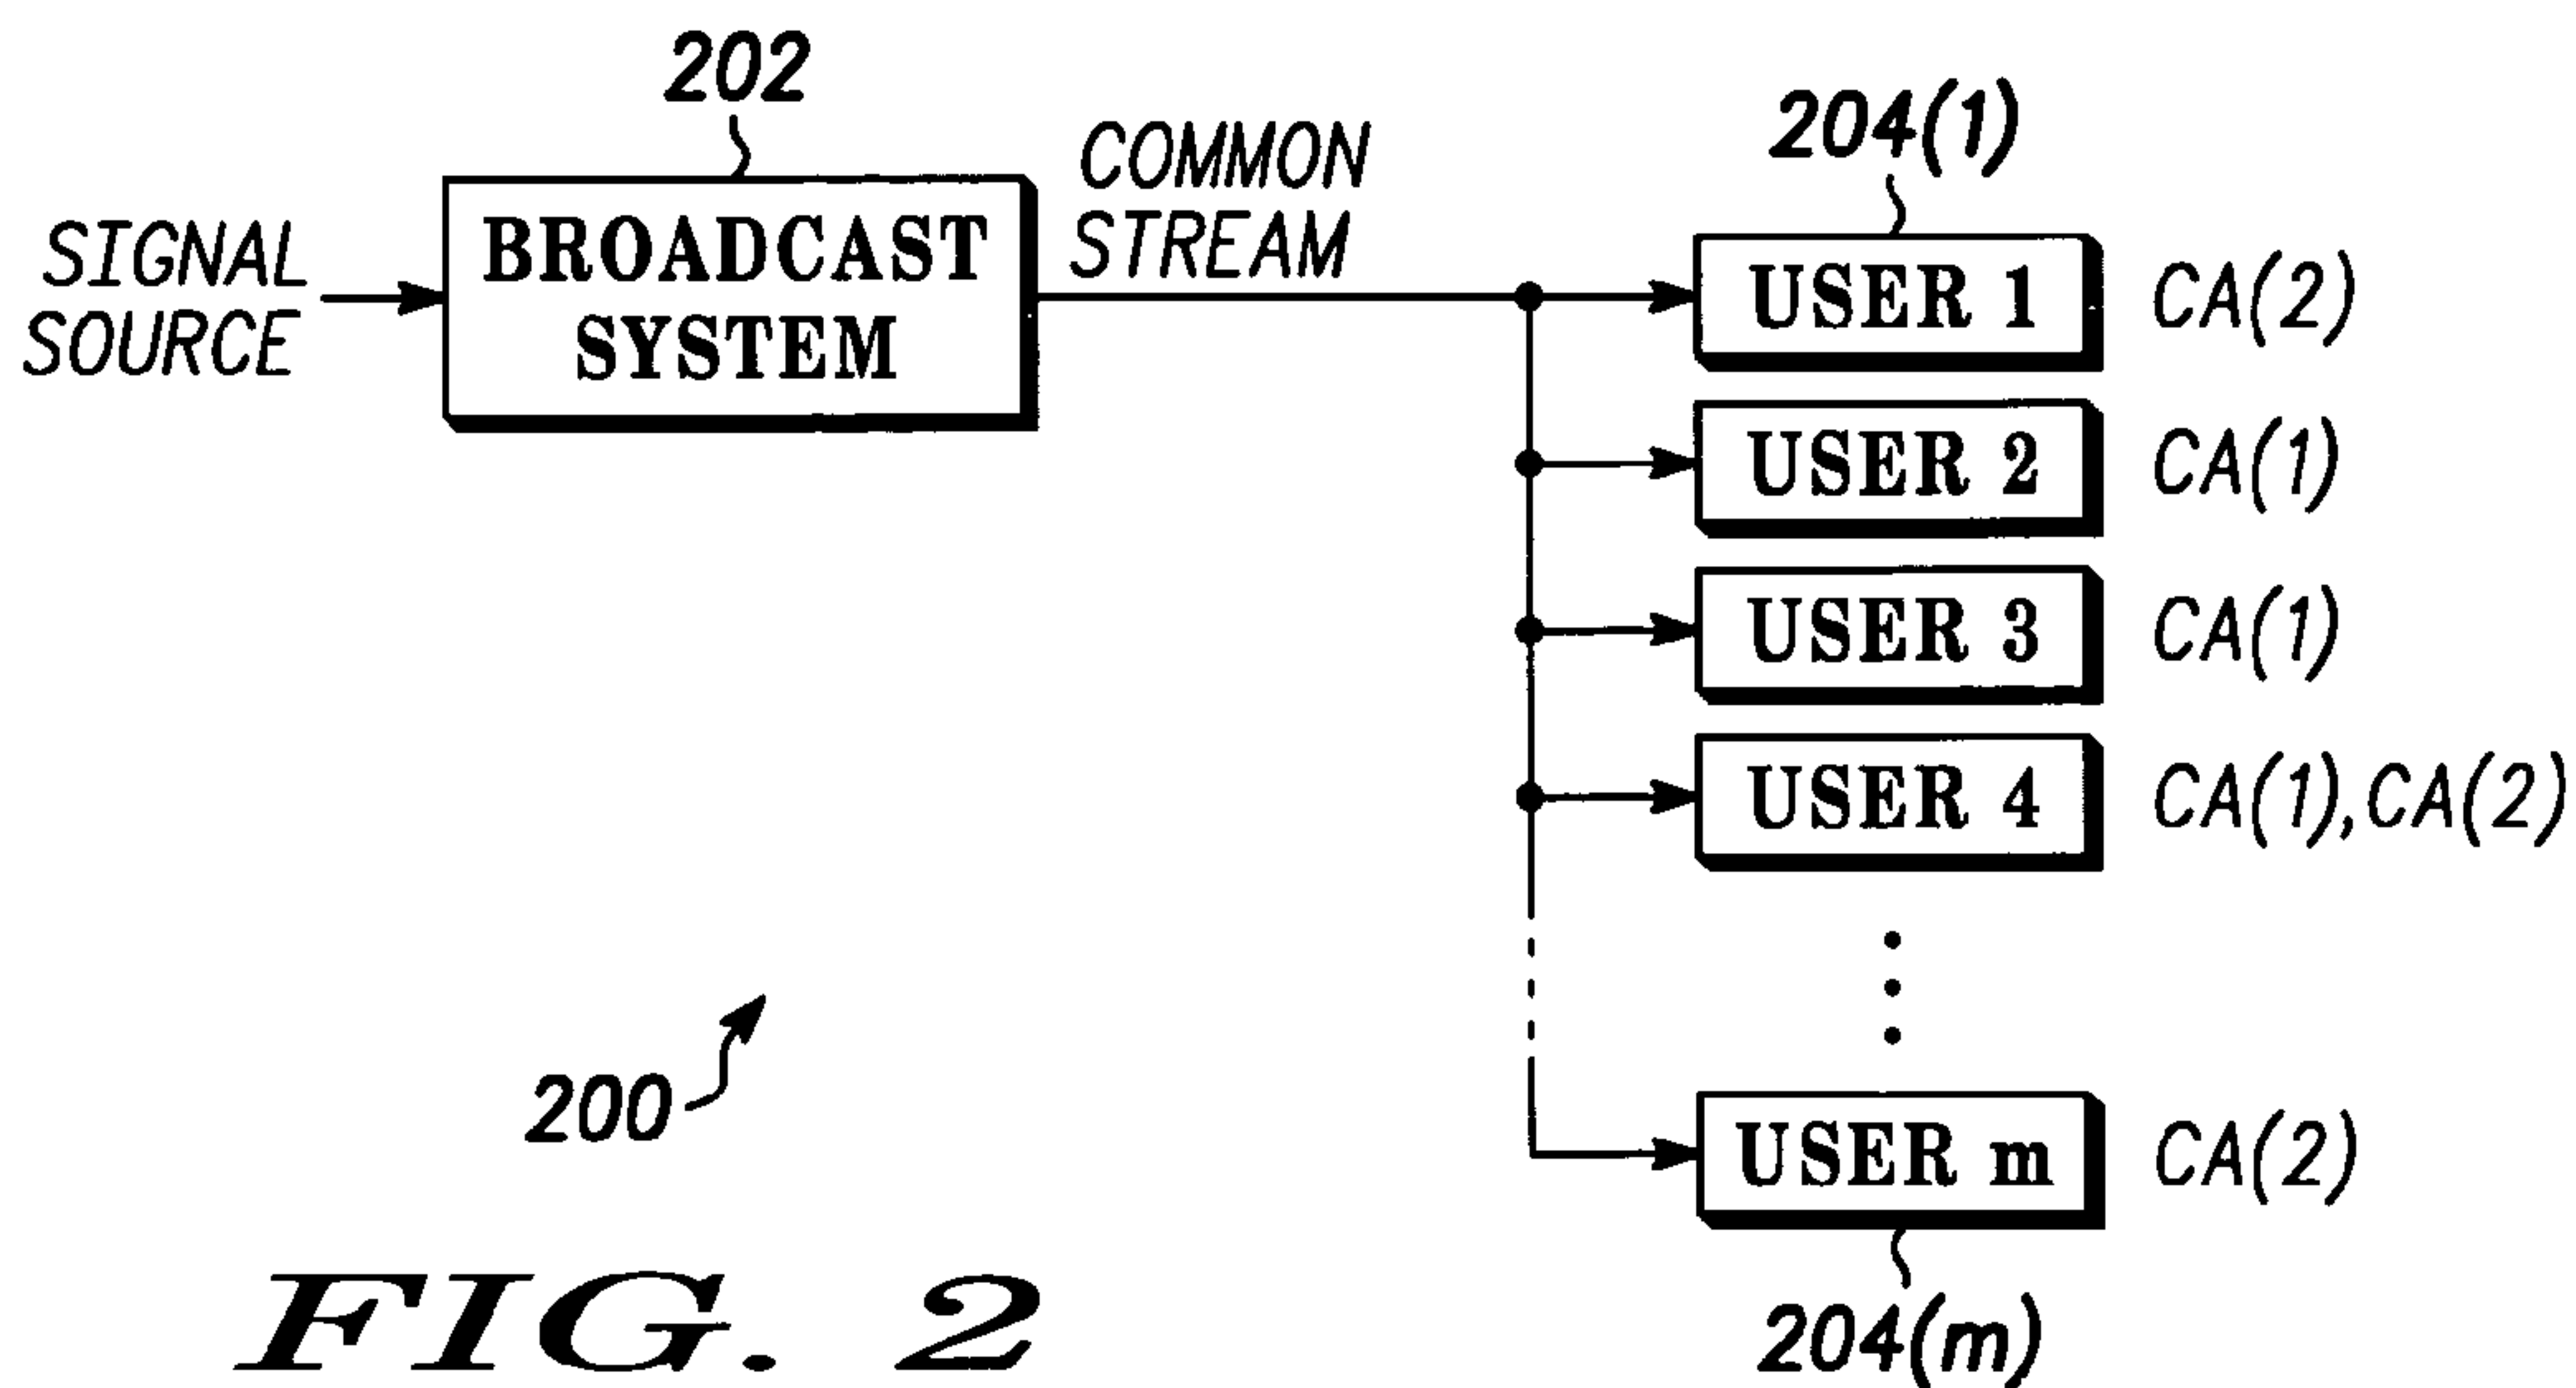 202
204(1)
COMMON
STREAM
SIGNAL
SOURCE
BROADCAST
SYSTEM
USER 1
CA(2)
USER 2
CA(1)
USER 3
CA(1)
USER 4
CA(1),CA(2)
USER m
CA(2)
204(m)
200
FIG. 2